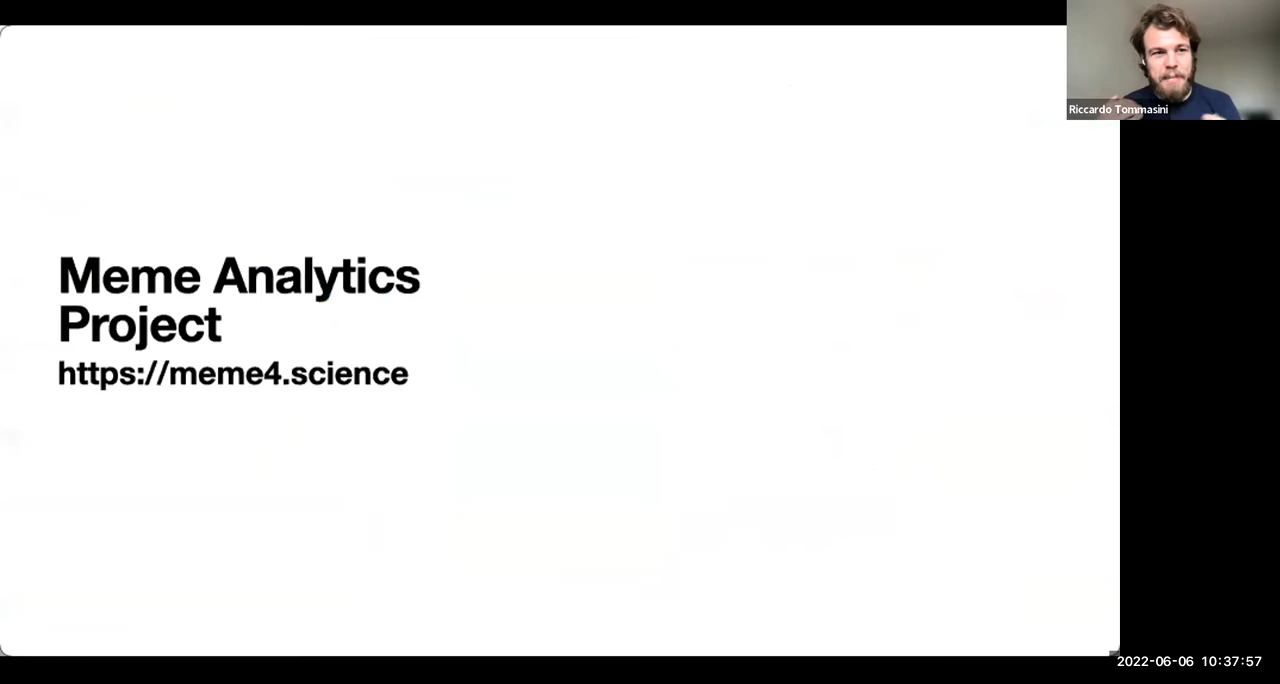 Riccardo Tommasini
Meme Analytics
Project
https://meme4.science
2022-06-06 10:37:57